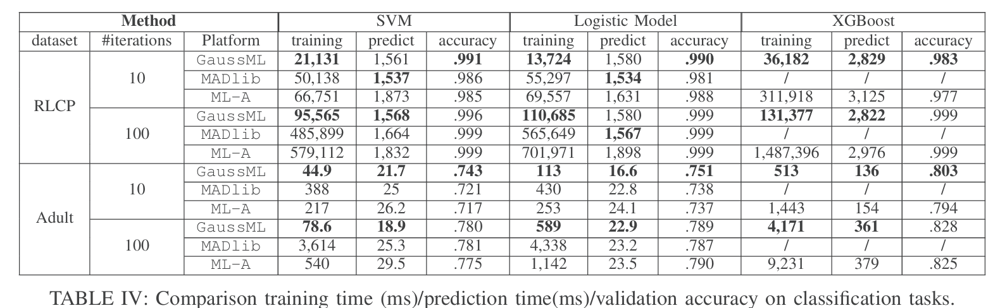 Method SVM Logistic Model XGBoost
dataset #iterations Platform training predict accuracy training predict accuracy training predict accuracy
RLCP 10 GaussML 21,131 1,561 .991 13,724 1,580 .990 36,182 2,829 .983
MADlib 50,138 1,537 .986 55,297 1,534 .981 / / /
ML-A 66,751 1,873 .985 69,557 1,631 .988 311,918 3,125 .977
100 GaussML 95,565 1,568 .996 110,685 1,580 .999 131,377 2,822 .999
MADlib 485,899 1,664 .999 565,649 1,567 .999 / / /
ML-A 579,112 1,832 .999 701,971 1,898 .999 1,487,396 2,976 .999
Adult 10 GaussML 44.9 21.7 .743 113 16.6 .751 513 136 .803
MADlib 388 25 .721 430 22.8 .738 / / /
ML-A 217 26.2 .717 253 24.1 .737 1,443 154 .794
100 GaussML 78.6 18.9 .780 589 22.9 .789 4,171 361 .828
MADlib 3,614 25.3 .781 4,338 23.2 .787 / / /
ML-A 540 29.5 .775 1,142 23.5 .790 9,231 379 .825
TABLE IV: Comparison training time (ms)/prediction time(ms)/validation accuracy on classification tasks.